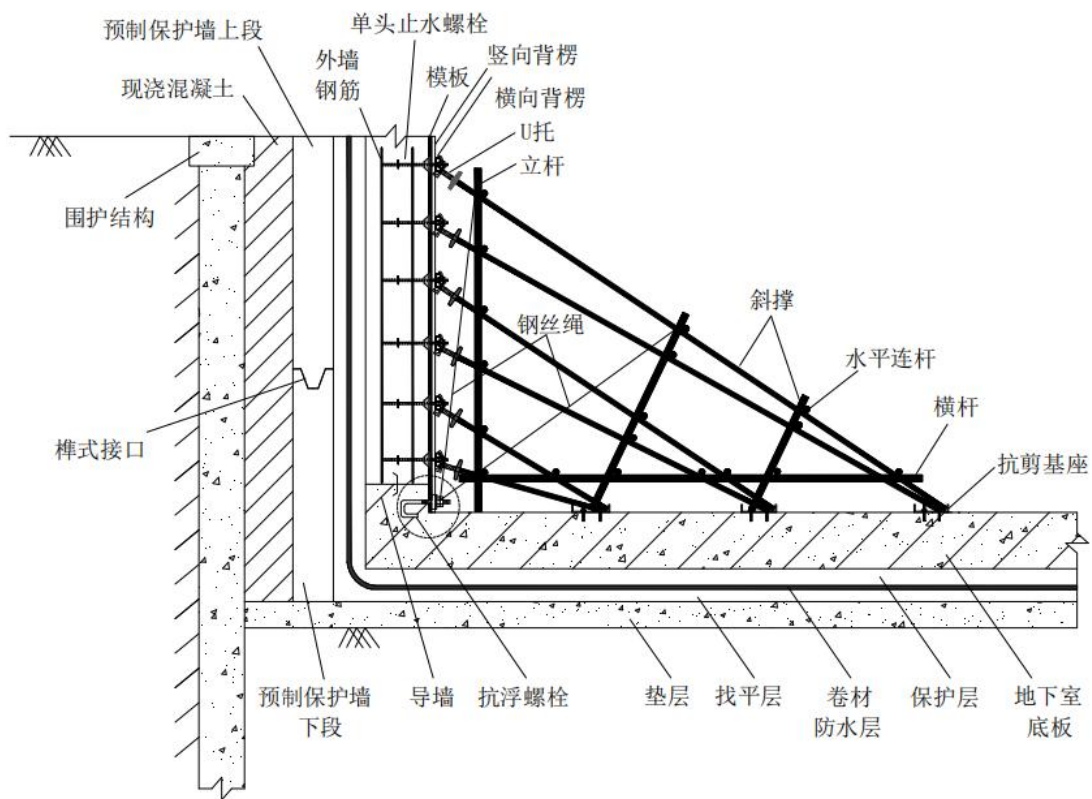 预制保护墙上段
单头止水螺栓
现浇混凝土
外墙
钢筋
模板
竖向背楞
横向背楞
U托
立杆
围护结构
钢丝绳
斜撑
水平连杆
横杆
抗剪基座
榫式接口
预制保护墙
下段
导墙
抗浮螺栓
垫层
找平层
卷材
防水层
保护层
地下室
底板